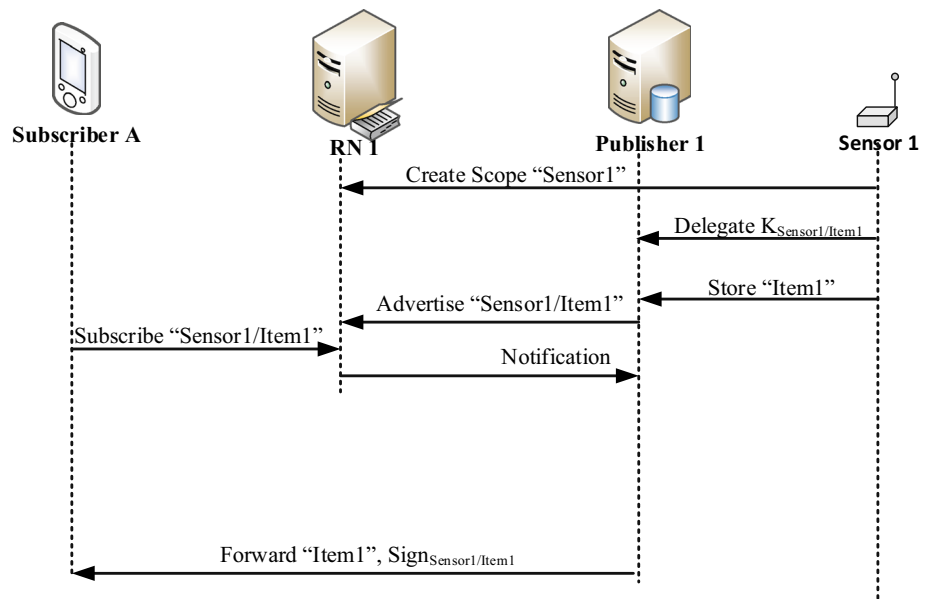 Subscriber A
RN 1
Publisher 1
Sensor 1
Create Scope “Sensor1”
Delegate KSensor1/Item1
Store “Item1”
Advertise “Sensor1/Item1”
Subscribe “Sensor1/Item1”
Notification
Forward “Item1”, SignSensor1/Item1